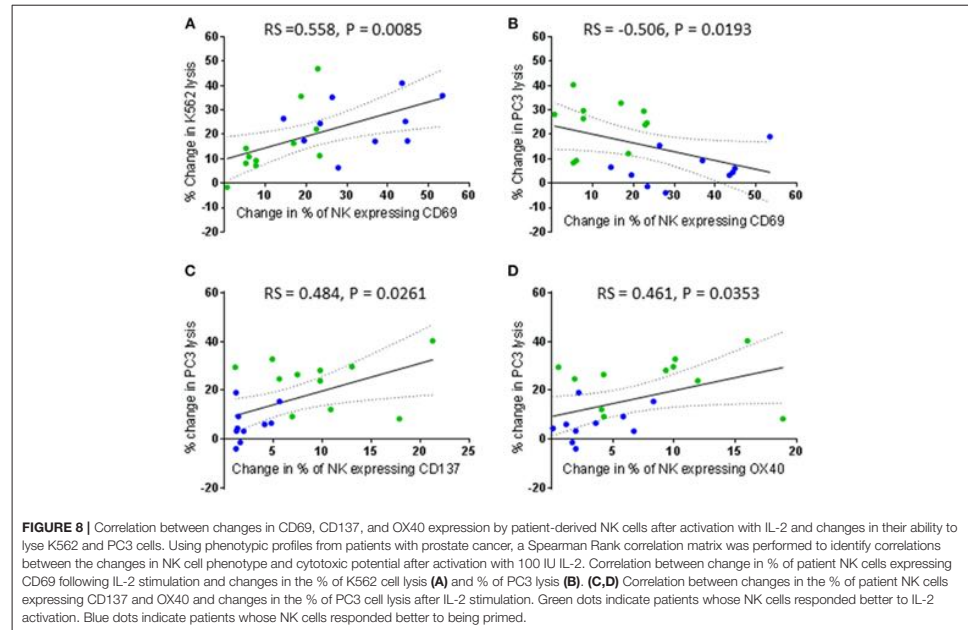 A
RS =0.558, P = 0.0085
60
50
40
30
20
10
0
-10
-20
10
20
30
40
50
60
% Change in K562 lysis
Change in % of NK expressing CD69
B
RS = -0.506, P = 0.0193
60
50
40
30
20
10
0
-10
-20
10
20
30
40
50
60
% Change in PC3 lysis
Change in % of NK expressing CD69
C
RS = 0.484, P = 0.0261
60
40
20
0
-20
5
10
15
20
25
% change in PC3 lysis
Change in % of NK expressing CD137
D
RS = 0.461, P = 0.0353
60
40
20
0
-20
5
10
15
20
% change in PC3 lysis
Change in % of NK expressing OX40
FIGURE 8 | Correlation between changes in CD69, CD137, and OX40 expression by patient-derived NK cells after activation with IL-2 and changes in their ability to
lyse K562 and PC3 cells. Using phenotypic profiles from patients with prostate cancer, a Spearman Rank correlation matrix was performed to identify correlations
between the changes in NK cell phenotype and cytotoxic potential after activation with 100 IU IL-2. Correlation between change in % of patient NK cells expressing
CD69 following IL-2 stimulation and changes in the % of K562 cell lysis (A) and % of PC3 lysis (B). (C,D) Correlation between changes in the % of patient NK cells
expressing CD137 and OX40 and changes in the % of PC3 cell lysis after IL-2 stimulation. Green dots indicate patients whose NK cells responded better to IL-2
activation. Blue dots indicate patients whose NK cells responded better to being primed.